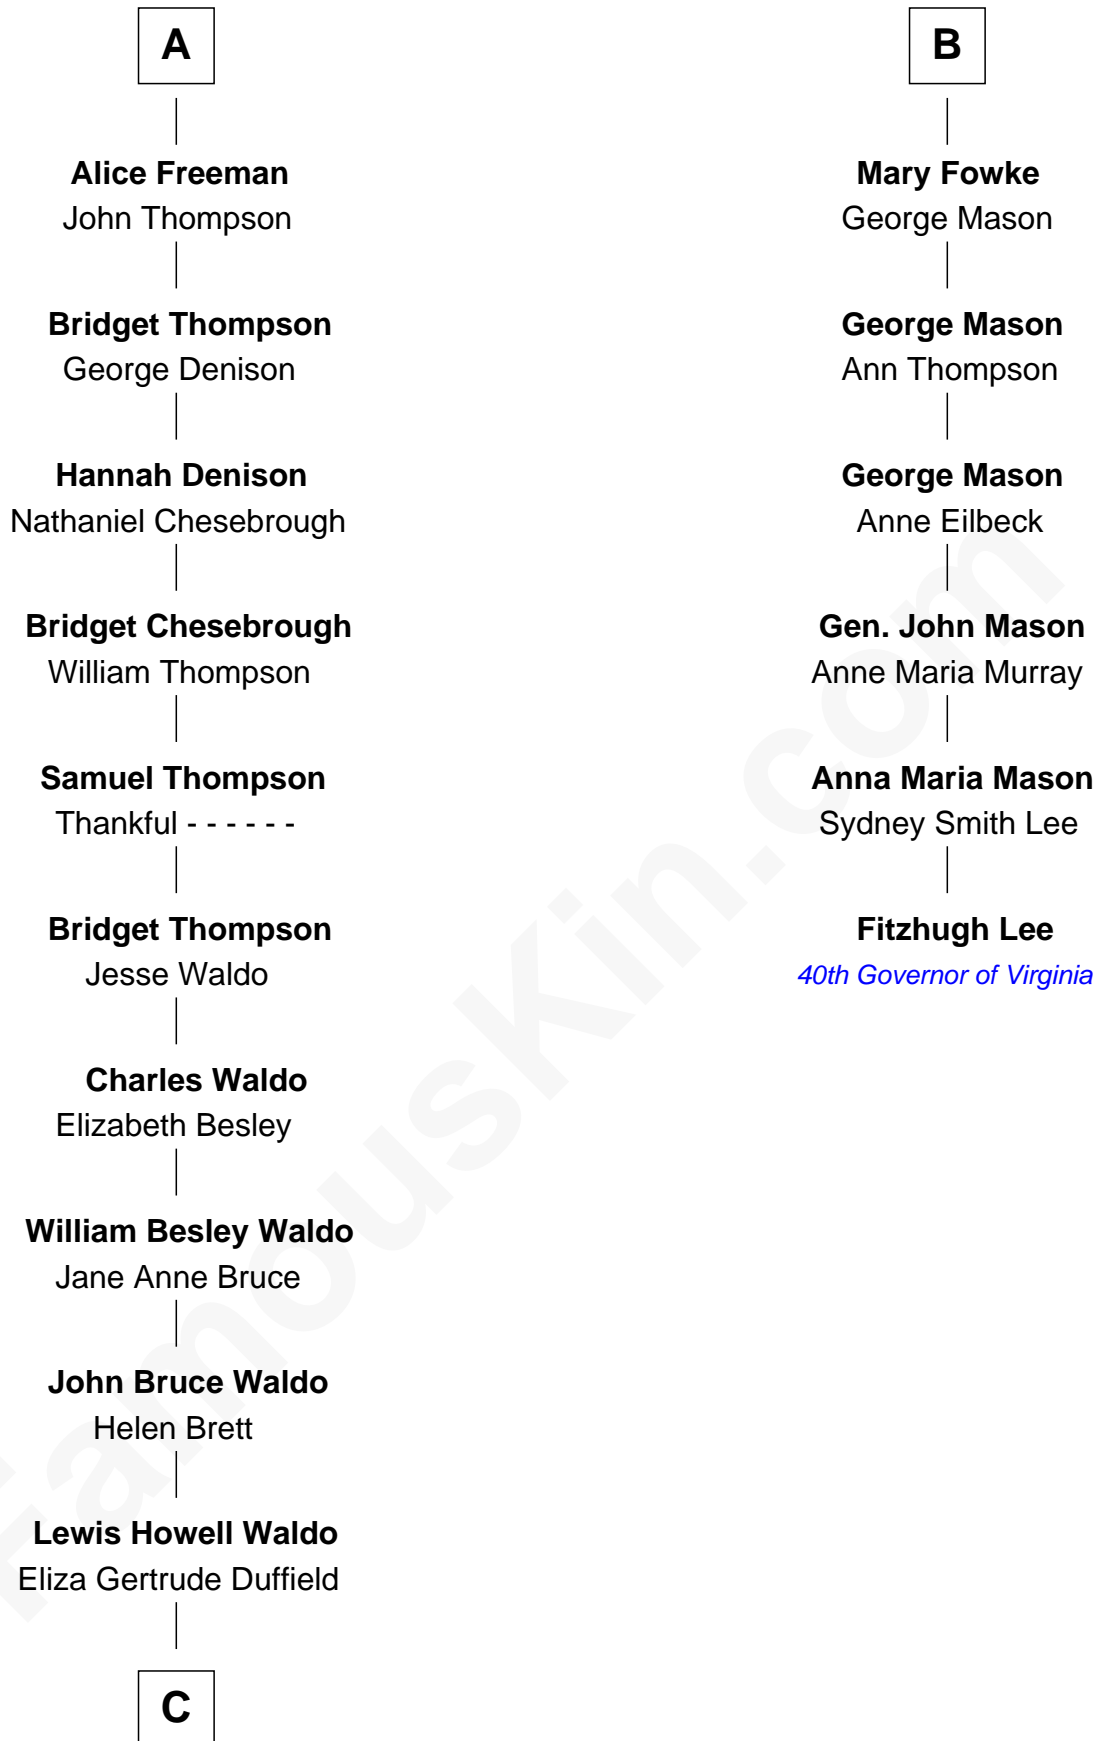 A
Alice Freeman
John Thompson
Bridget Thompson
George Denison
Hannah Denison
Nathaniel Chesebrough
Bridget Chesebrough
William Thompson
Samuel Thompson
Thankful - - - - - -
Bridget Thompson
Jesse Waldo
Charles Waldo
Elizabeth Besley
William Besley Waldo
Jane Anne Bruce
John Bruce Waldo
Helen Brett
Lewis Howell Waldo
Eliza Gertrude Duffield
C
B
Mary Fowke
George Mason
George Mason
Ann Thompson
George Mason
Anne Eilbeck
Gen. John Mason
Anne Maria Murray
Anna Maria Mason
Sydney Smith Lee
Fitzhugh Lee
40th Governor of Virginia
FamousKin.com